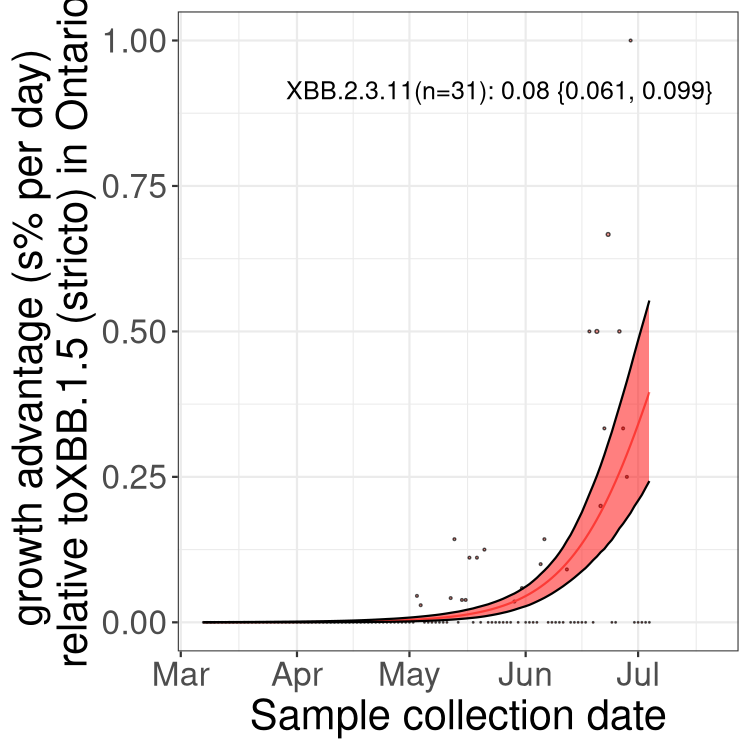 growth advantage (s% per day)
relative toXBB.1.5 (stricto) in Ontario
1.00
0.75
0.50
0.25
0.00
XBB.2.3.11(n=31): 0.08 {0.061, 0.099}
Mar Apr May Jun Jul
Sample collection date